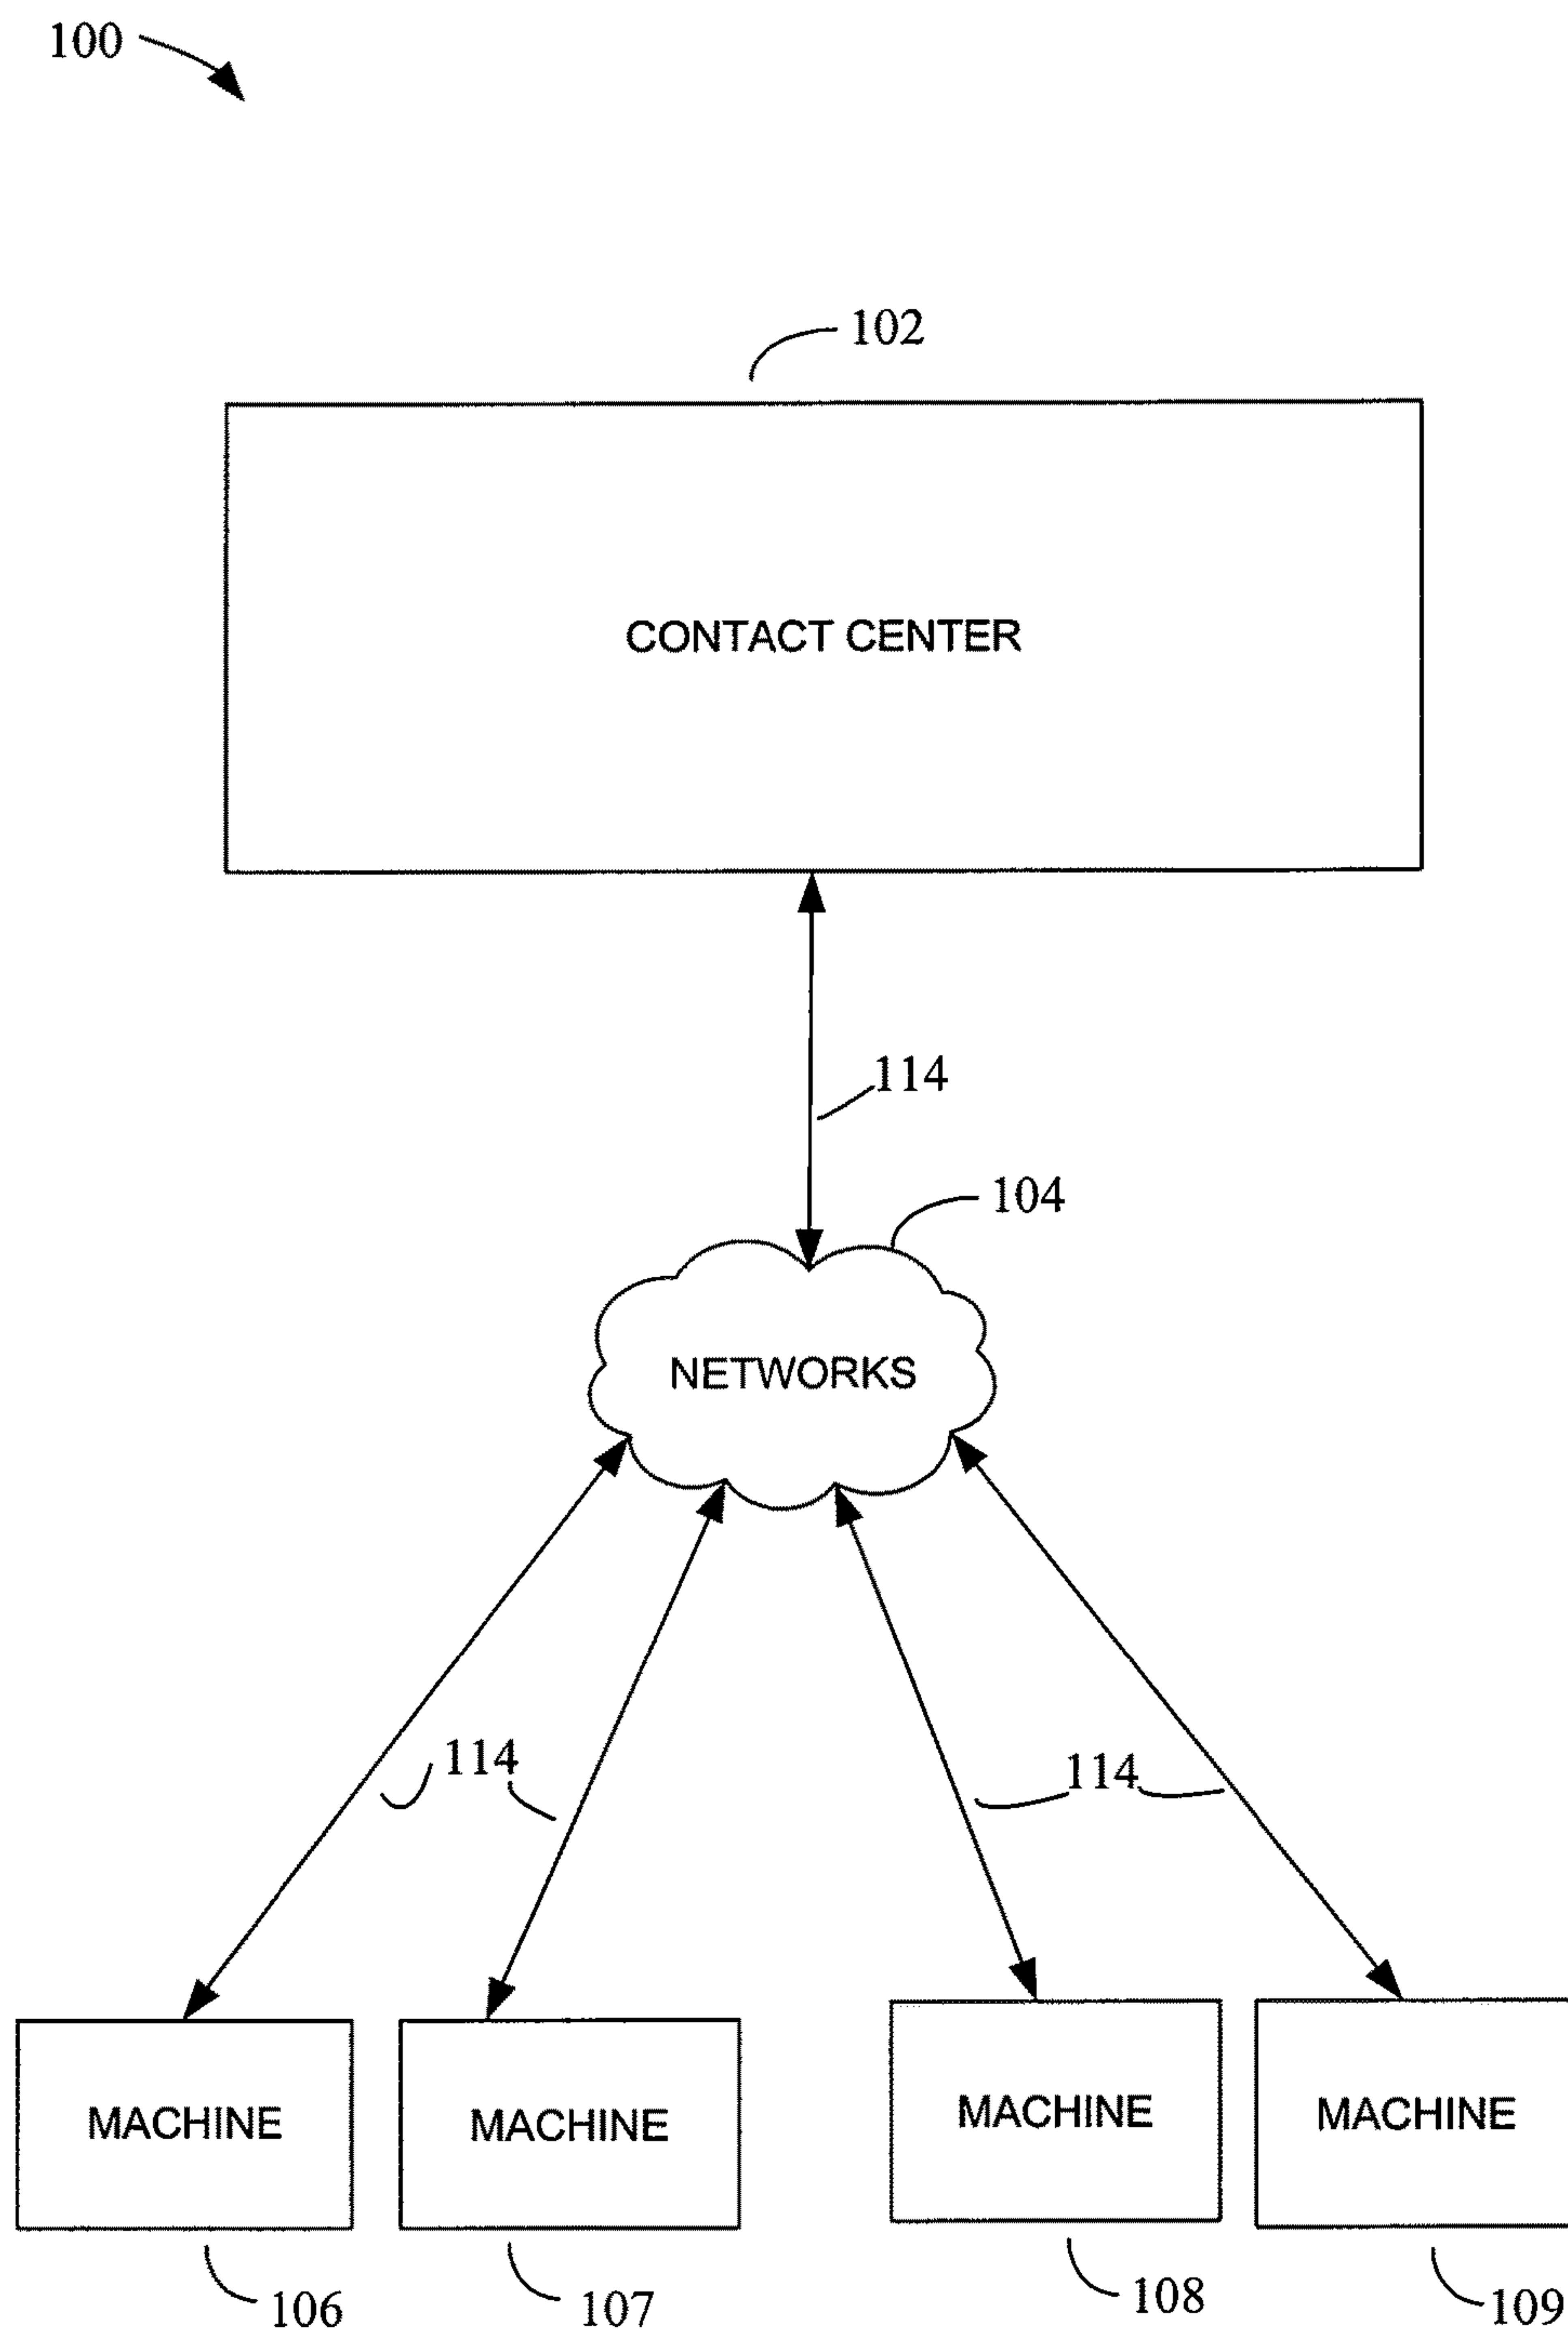 100
102
CONTACT CENTER
114
104
NETWORKS
114
114
MACHINE
MACHINE
MACHINE
MACHINE
106
107
108
109